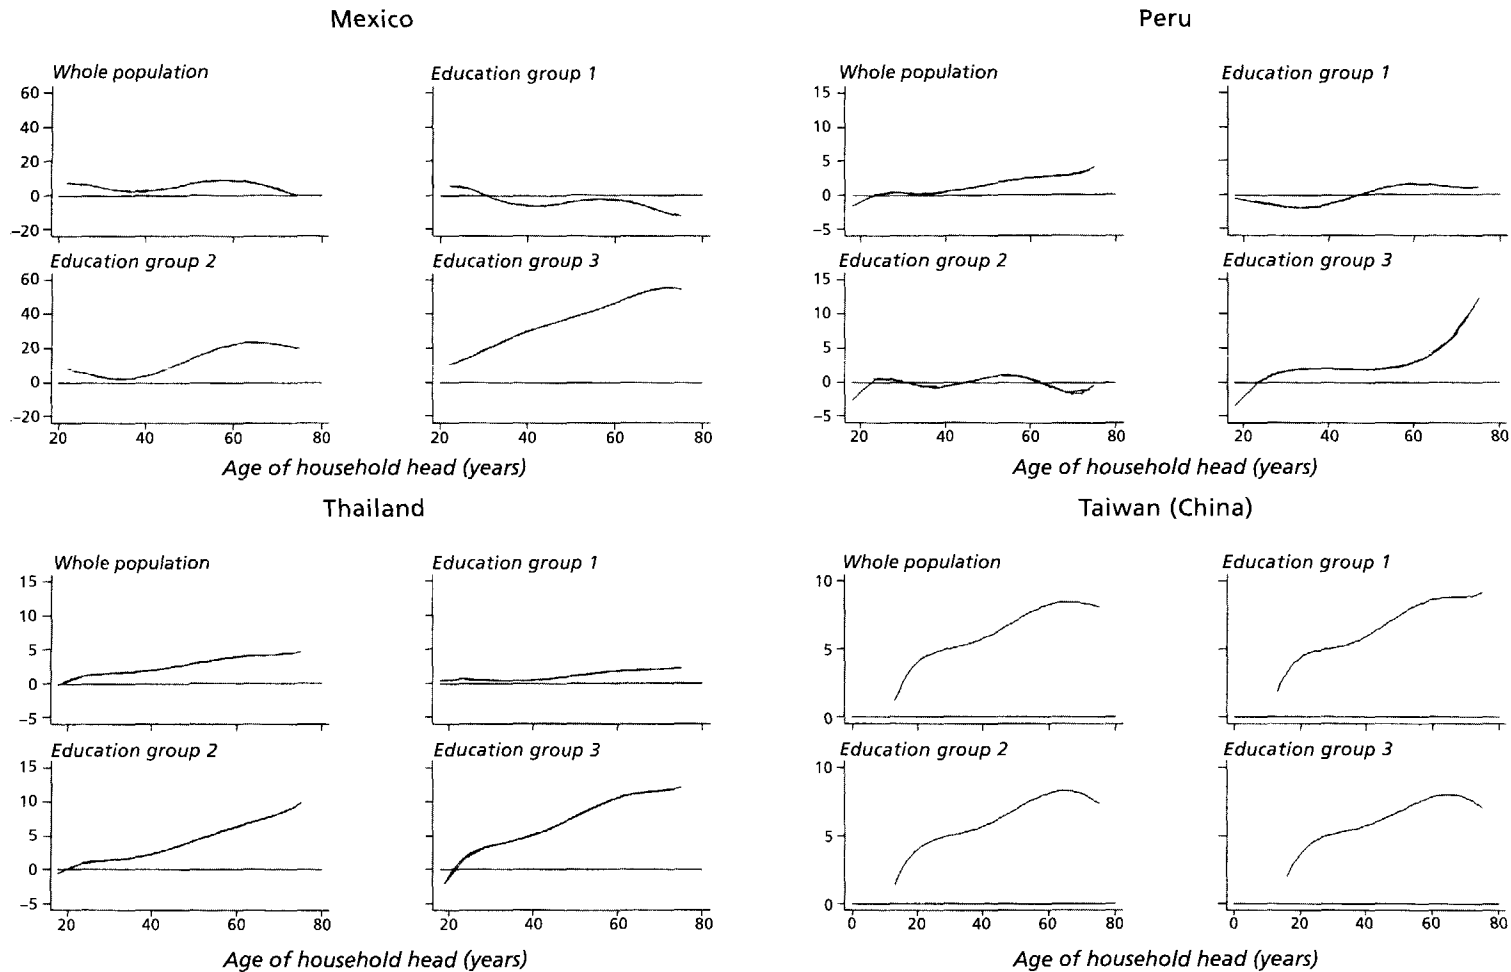 Mexico
Whole population
Education group 1
60
40
20
0
−20
Education group 2
Education group 3
60
40
20
0
−20
20 40 60 80
20 40 60 80
Age of household head (years)
Peru
Whole population
Education group 1
15
10
5
0
−5
Education group 2
Education group 3
15
10
5
0
−5
20 40 60 80
20 40 60 80
Age of household head (years)
Thailand
Whole population
Education group 1
15
10
5
0
−5
Education group 2
Education group 3
15
10
5
0
−5
20 40 60 80
20 40 60 80
Age of household head (years)
Taiwan (China)
Whole population
Education group 1
10
5
0
Education group 2
Education group 3
10
5
0
0 20 40 60 80
0 20 40 60 80
Age of household head (years)